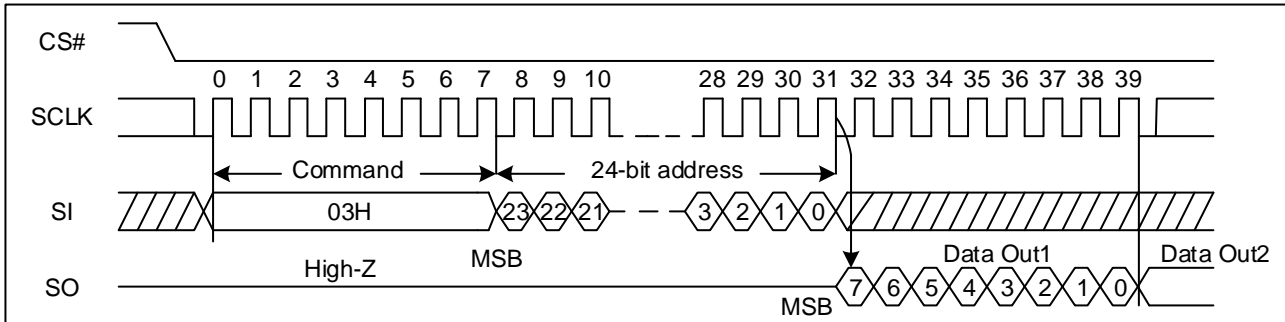 CS#
0 1 2 3 4 5 6 7 8 9 10 28 29 30 31 32 33 34 35 36 37 38 39
SCLK
Command 24-bit address
SI 03H 23 22 21 3 2 1 0
High-Z MSB Data Out1 Data Out2
SO MSB 7 6 5 4 3 2 1 0